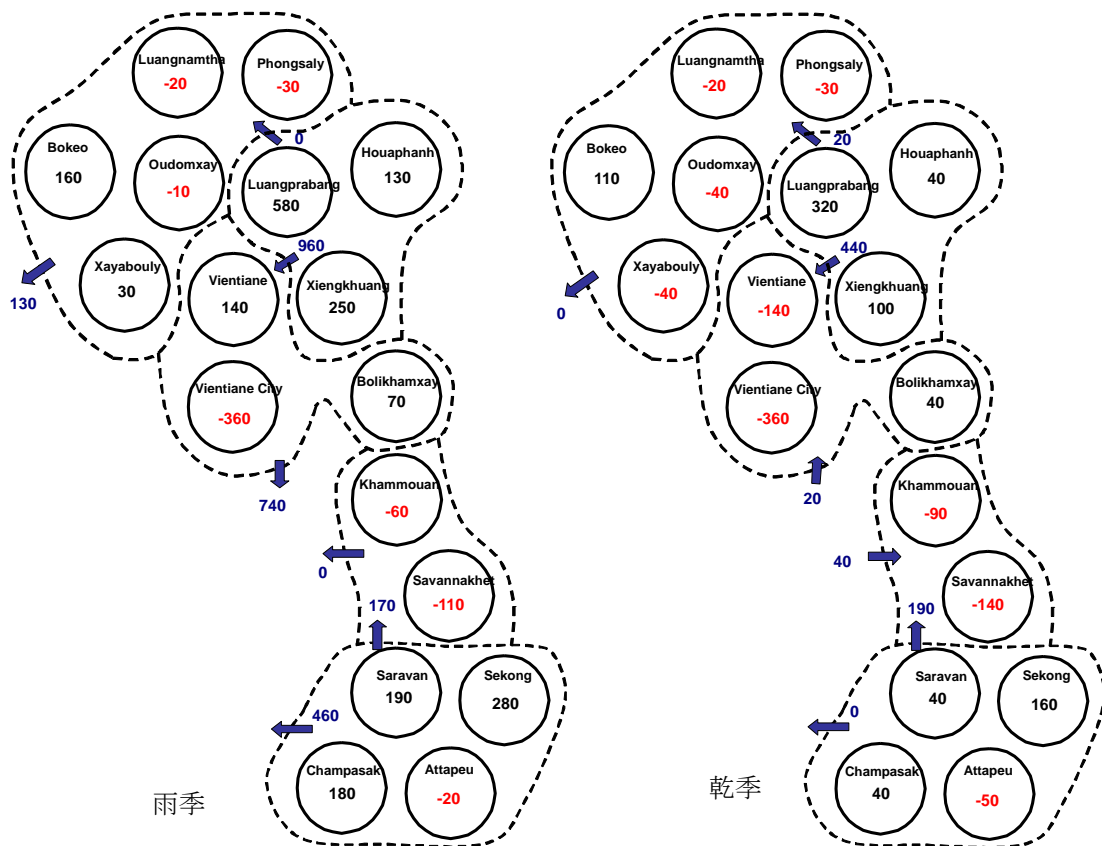 Luangnamtha
-20
Phongsaly
-30
0
Bokeo
160
Oudomxay
-10
Luangprabang
580
Houaphanh
130
960
130
Xayabouly
30
Vientiane
140
Xiengkhuang
250
Vientiane City
-360
Bolikhamxay
70
740
Khammouan
-60
0
Savannakhet
-110
170
Saravan
190
Sekong
280
460
Champasak
180
Attapeu
-20
雨季
Luangnamtha
-20
Phongsaly
-30
20
Bokeo
110
Oudomxay
-40
Luangprabang
320
Houaphanh
40
440
0
Xayabouly
-40
Vientiane
-140
Xiengkhuang
100
Vientiane City
-360
Bolikhamxay
40
20
Khammouan
-90
40
Savannakhet
-140
190
Saravan
40
Sekong
160
0
Champasak
40
Attapeu
-50
乾季